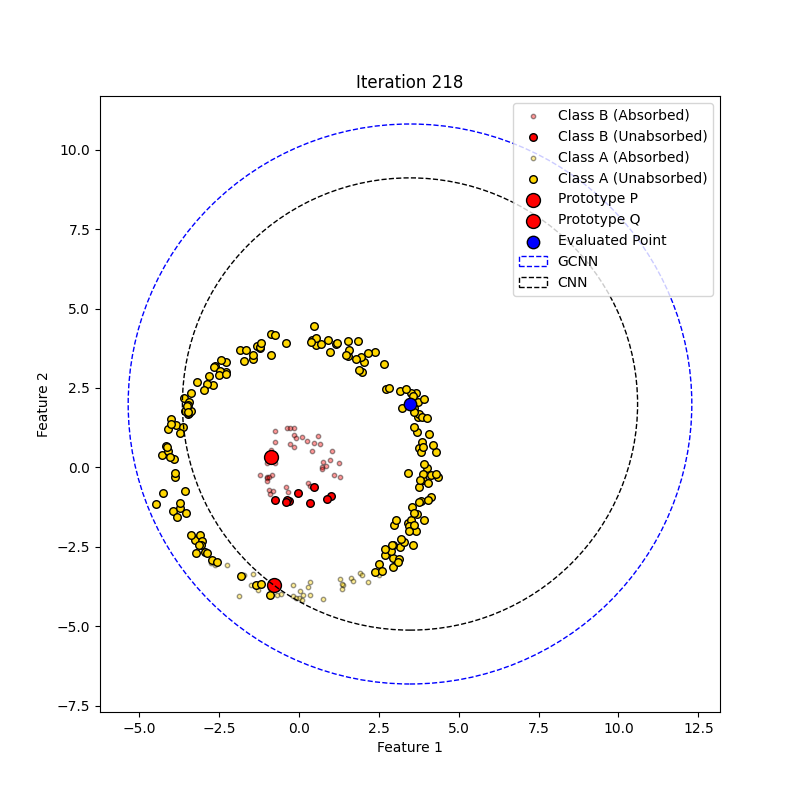 Iteration 218
Class B (Absorbed)
Class B (Unabsorbed)
Class A (Absorbed)
Class A (Unabsorbed)
Prototype P
Prototype Q
Evaluated Point
GCNN
CNN
10.0
7.5
5.0
2.5
0.0
−2.5
−5.0
−7.5
Feature 2
−5.0 −2.5 0.0 2.5 5.0 7.5 10.0 12.5
Feature 1